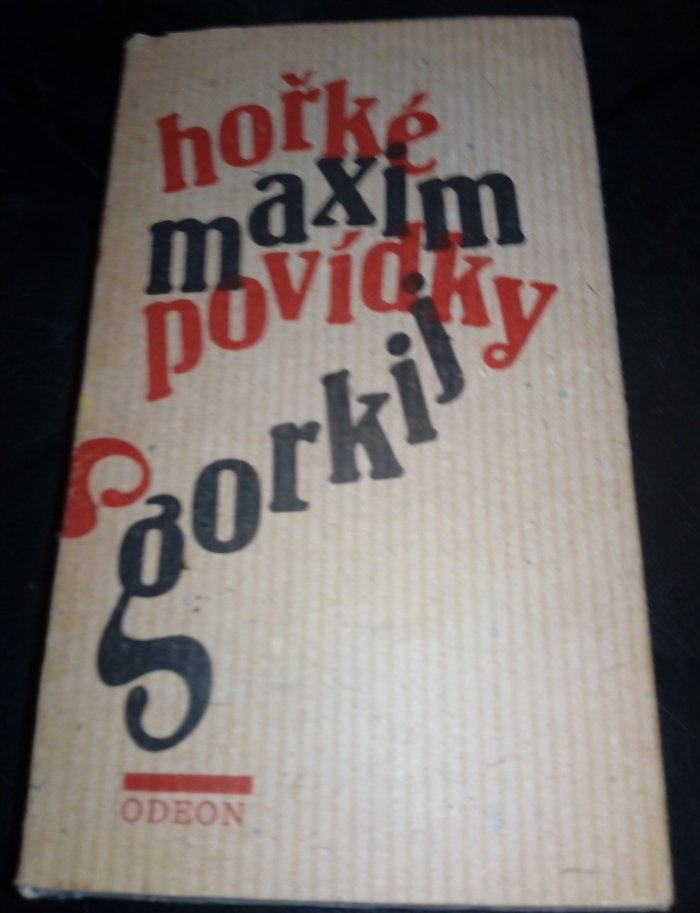 hořké
maxim
povídky
gorkij
ODEON